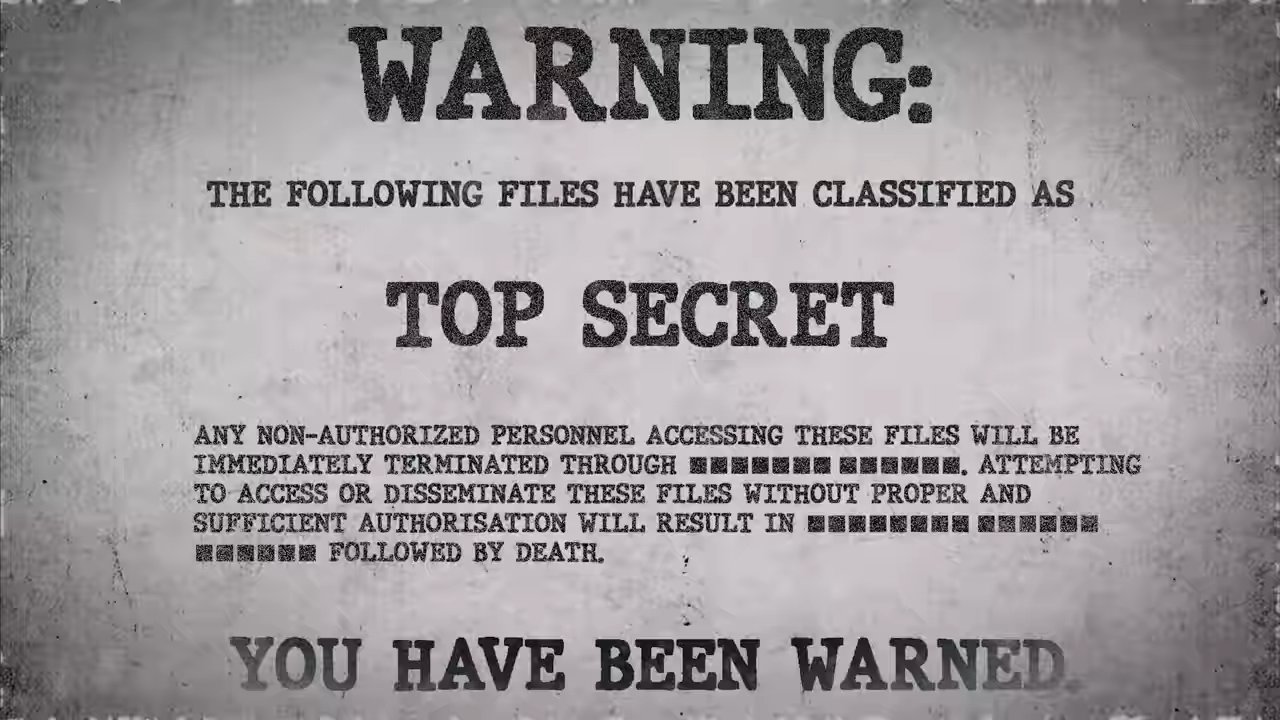 WARNING:
THE FOLLOWING FILES HAVE BEEN CLASSIFIED AS
TOP SECRET
ANY NON-AUTHORIZED PERSONNEL ACCESSING THESE FILES WILL BE
IMMEDIATELY TERMINATED THROUGH ■■■■■■■ ■■■■■■. ATTEMPTING
TO ACCESS OR DISSEMINATE THESE FILES WITHOUT PROPER AND
SUFFICIENT AUTHORISATION WILL RESULT IN ■■■■■■■■ ■■■■■■
■■■■■■ FOLLOWED BY DEATH.
YOU HAVE BEEN WARNED.